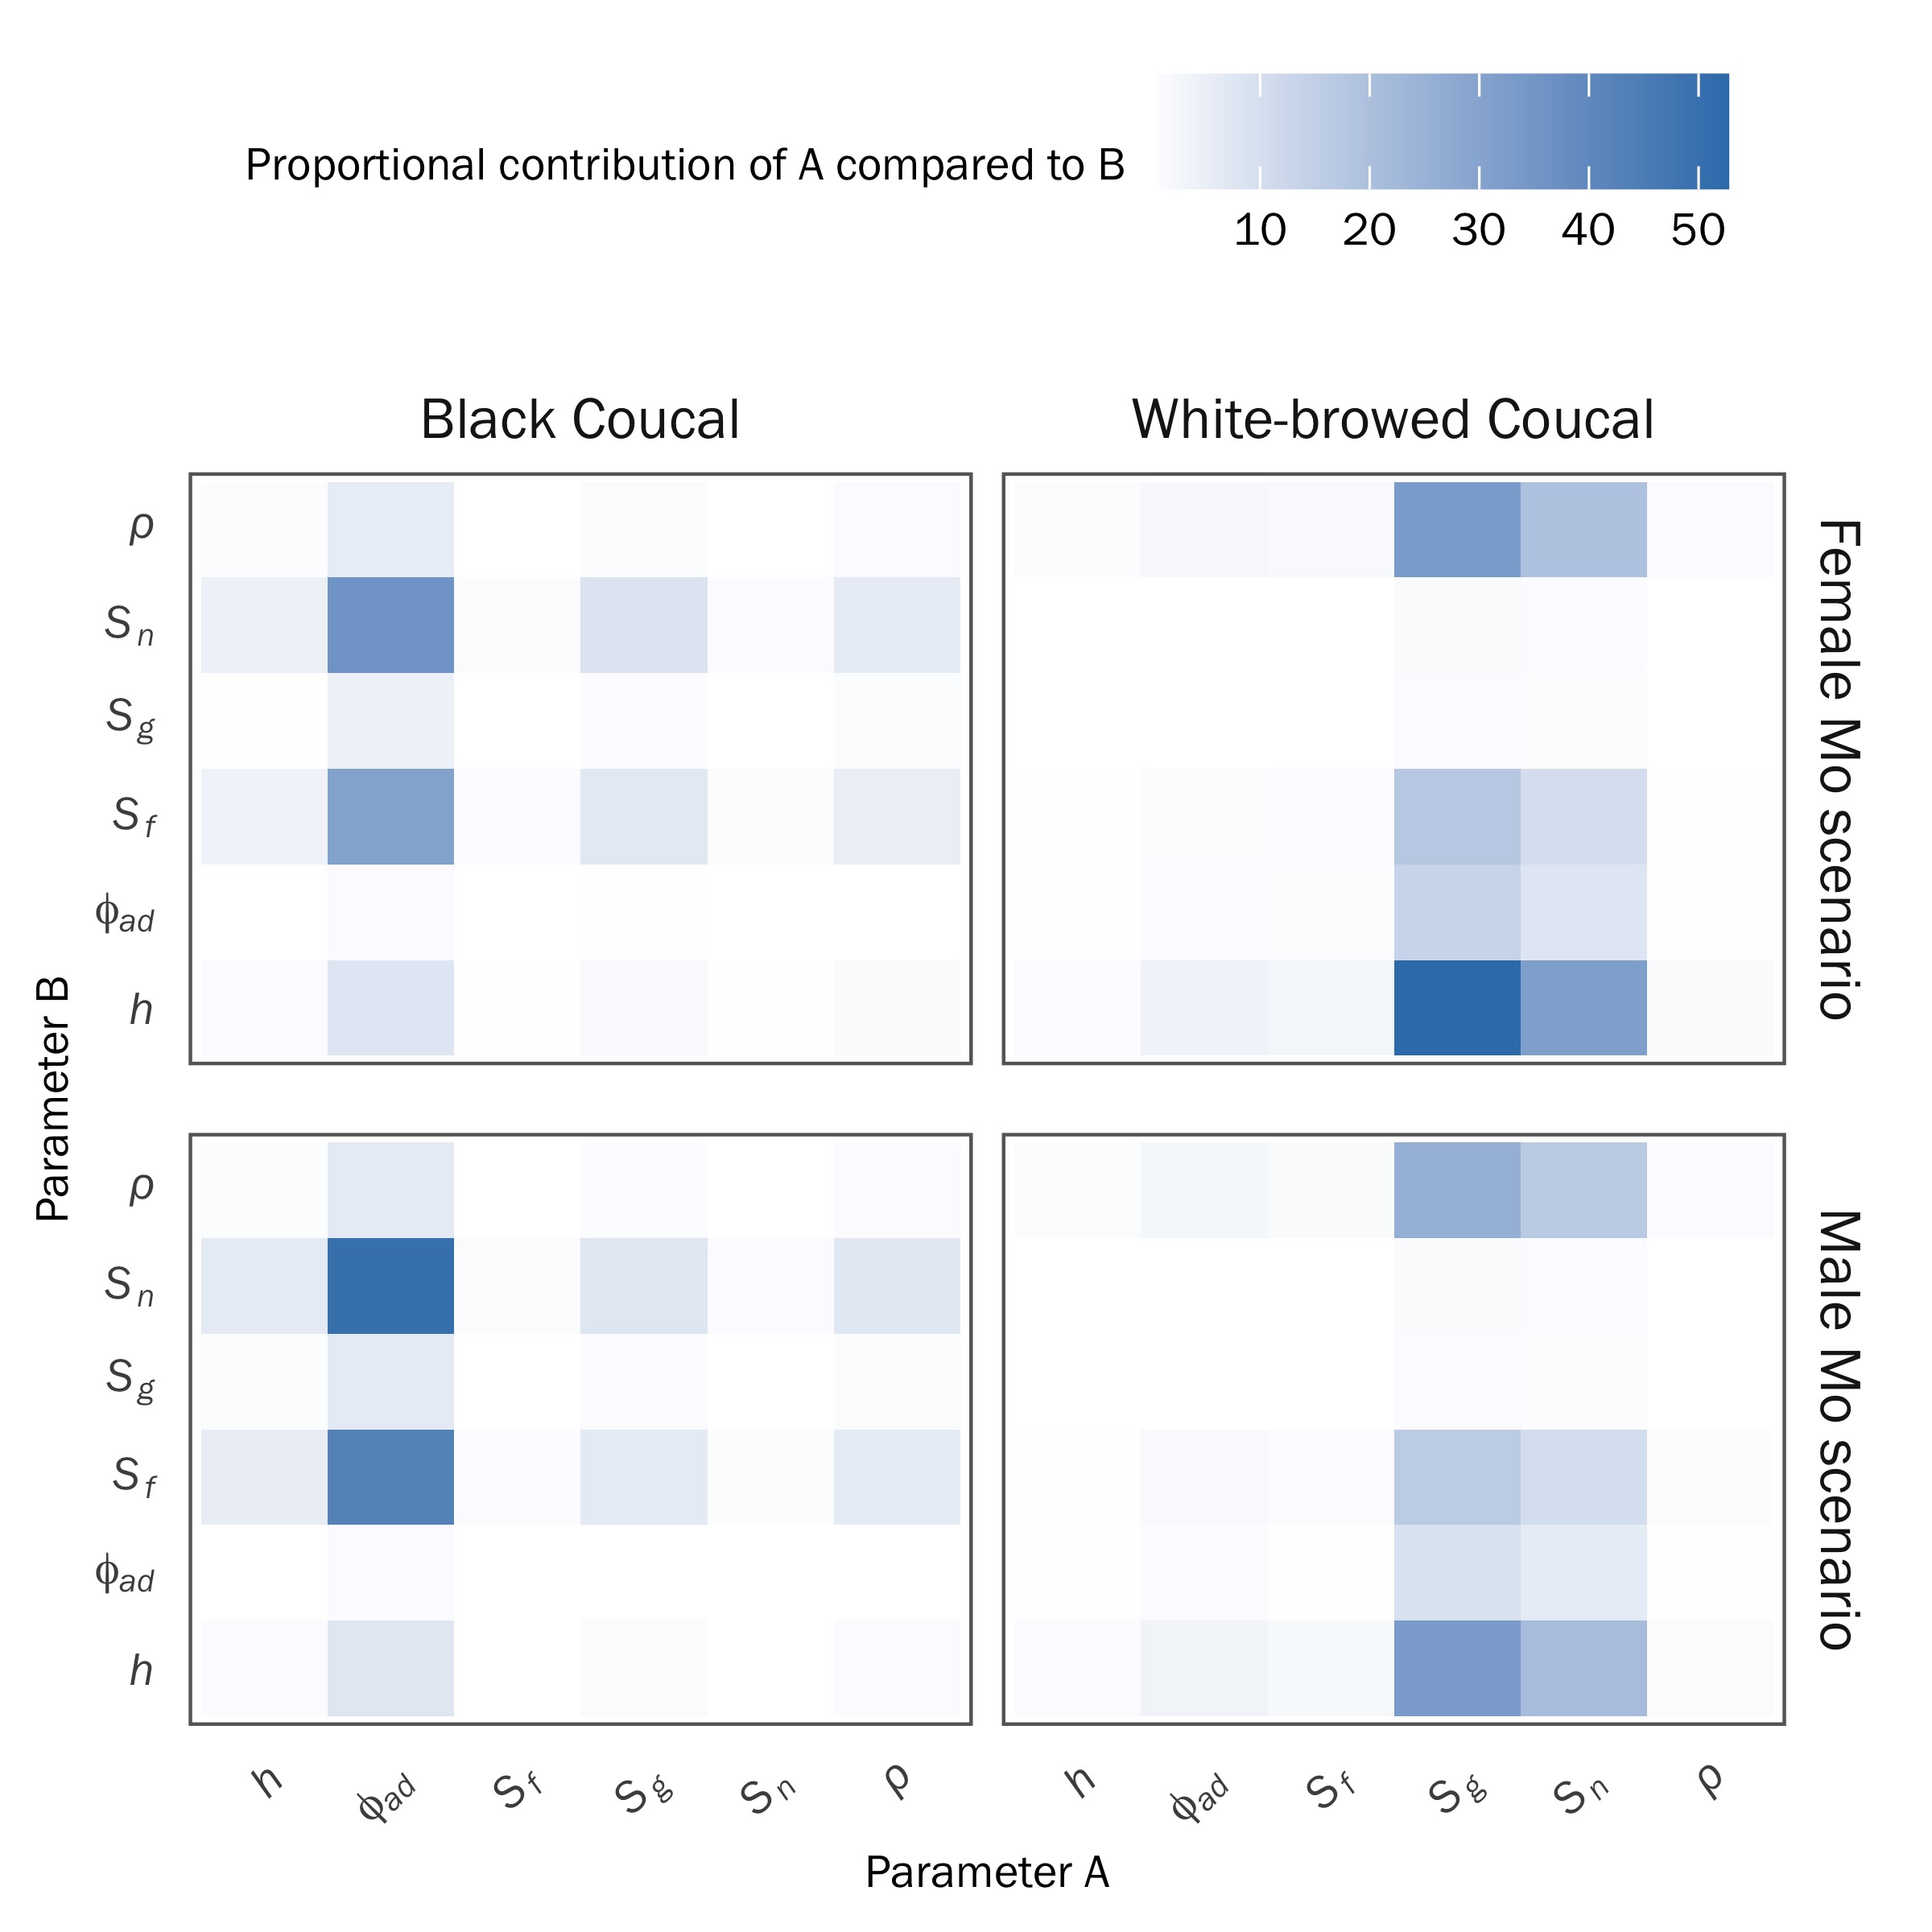 Proportional contribution of A compared to B
10 20 30 40 50
Black Coucal
White-browed Coucal
ρ
Sn
Sg
Sf
ϕad
h
Female Mo scenario
Parameter B
ρ
Sn
Sg
Sf
ϕad
h
Male Mo scenario
h ϕad Sf Sg Sn ρ
h ϕad Sf Sg Sn ρ
Parameter A